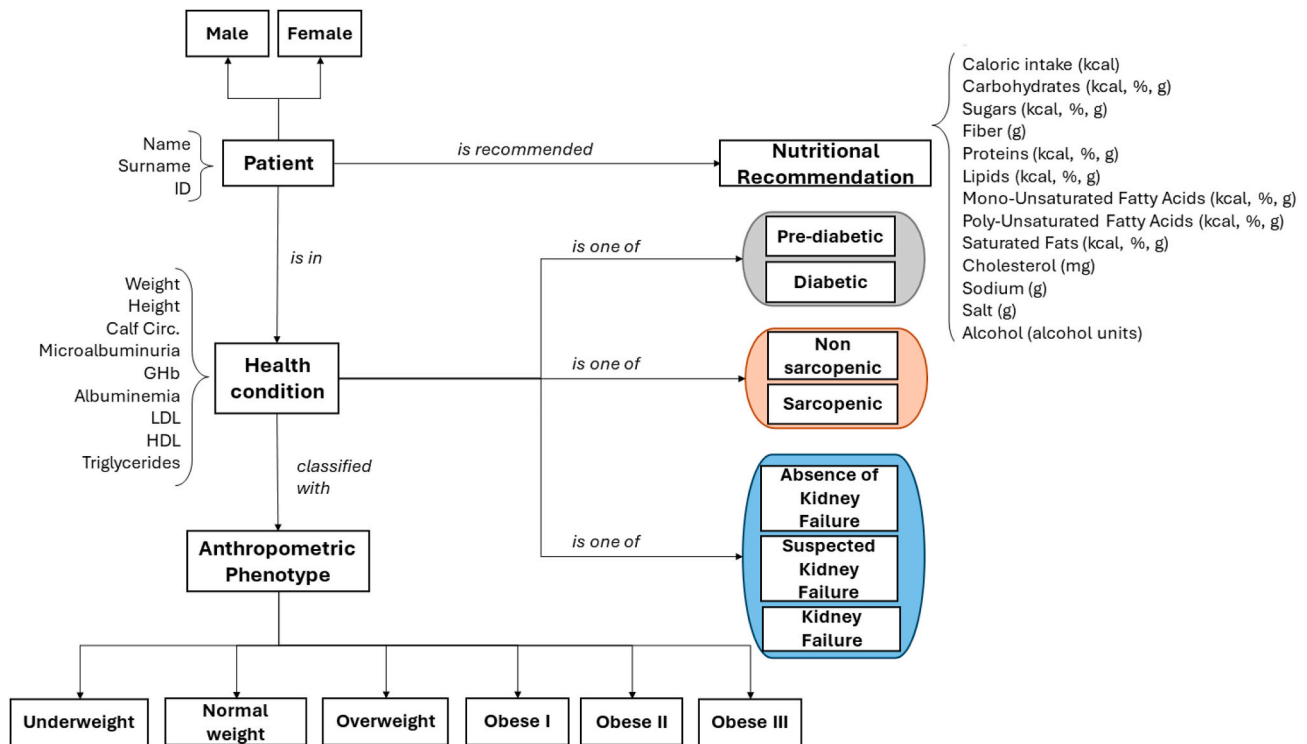 Male
Female
Name
Surname
ID
Patient
is recommended
Nutritional
Recommendation
Caloric intake (kcal)
Carbohydrates (kcal, %, g)
Sugars (kcal, %, g)
Fiber (g)
Proteins (kcal, %, g)
Lipids (kcal, %, g)
Mono-Unsaturated Fatty Acids (kcal, %, g)
Poly-Unsaturated Fatty Acids (kcal, %, g)
Saturated Fats (kcal, %, g)
Cholesterol (mg)
Sodium (g)
Salt (g)
Alcohol (alcohol units)
is in
Weight
Height
Calf Circ.
Microalbuminuria
GHb
Albuminemia
LDL
HDL
Triglycerides
Health
condition
is one of
Pre-diabetic
Diabetic
is one of
Non
sarcopenic
Sarcopenic
is one of
Absence of
Kidney
Failure
Suspected
Kidney
Failure
Kidney
Failure
classified
with
Anthropometric
Phenotype
Underweight
Normal
weight
Overweight
Obese I
Obese II
Obese III